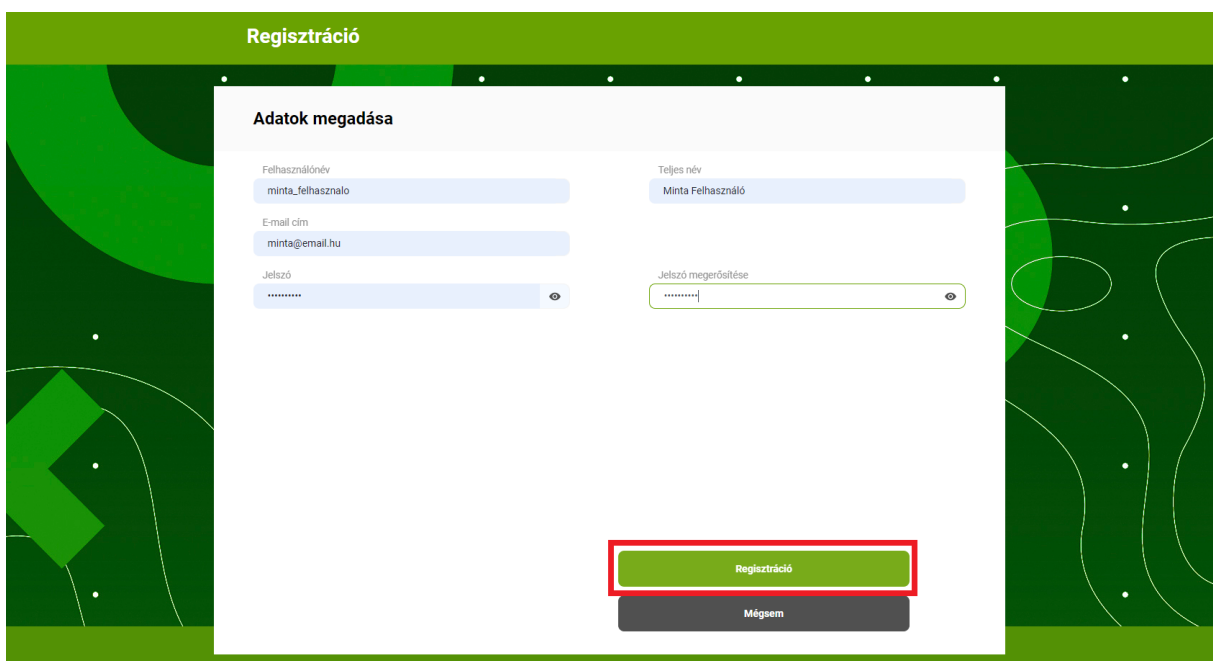 Regisztráció
Adatok megadása
Felhasználónév
Teljes név
minta_felhasznalo
Minta Felhasználó
E-mail cím
minta@email.hu
Jelszó
Jelszó megerősítése
••••••••••
••••••••••
Regisztráció
Mégsem